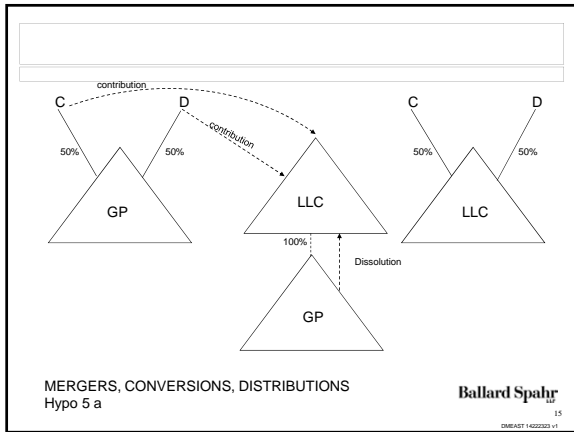 contribution
C
D
contribution
C
D
50%
50%
50%
50%
GP
LLC
LLC
100%
Dissolution
GP
MERGERS, CONVERSIONS, DISTRIBUTIONS
Hypo 5 a
Ballard Spahr
LLP
15
DMEAST 14222323 v1